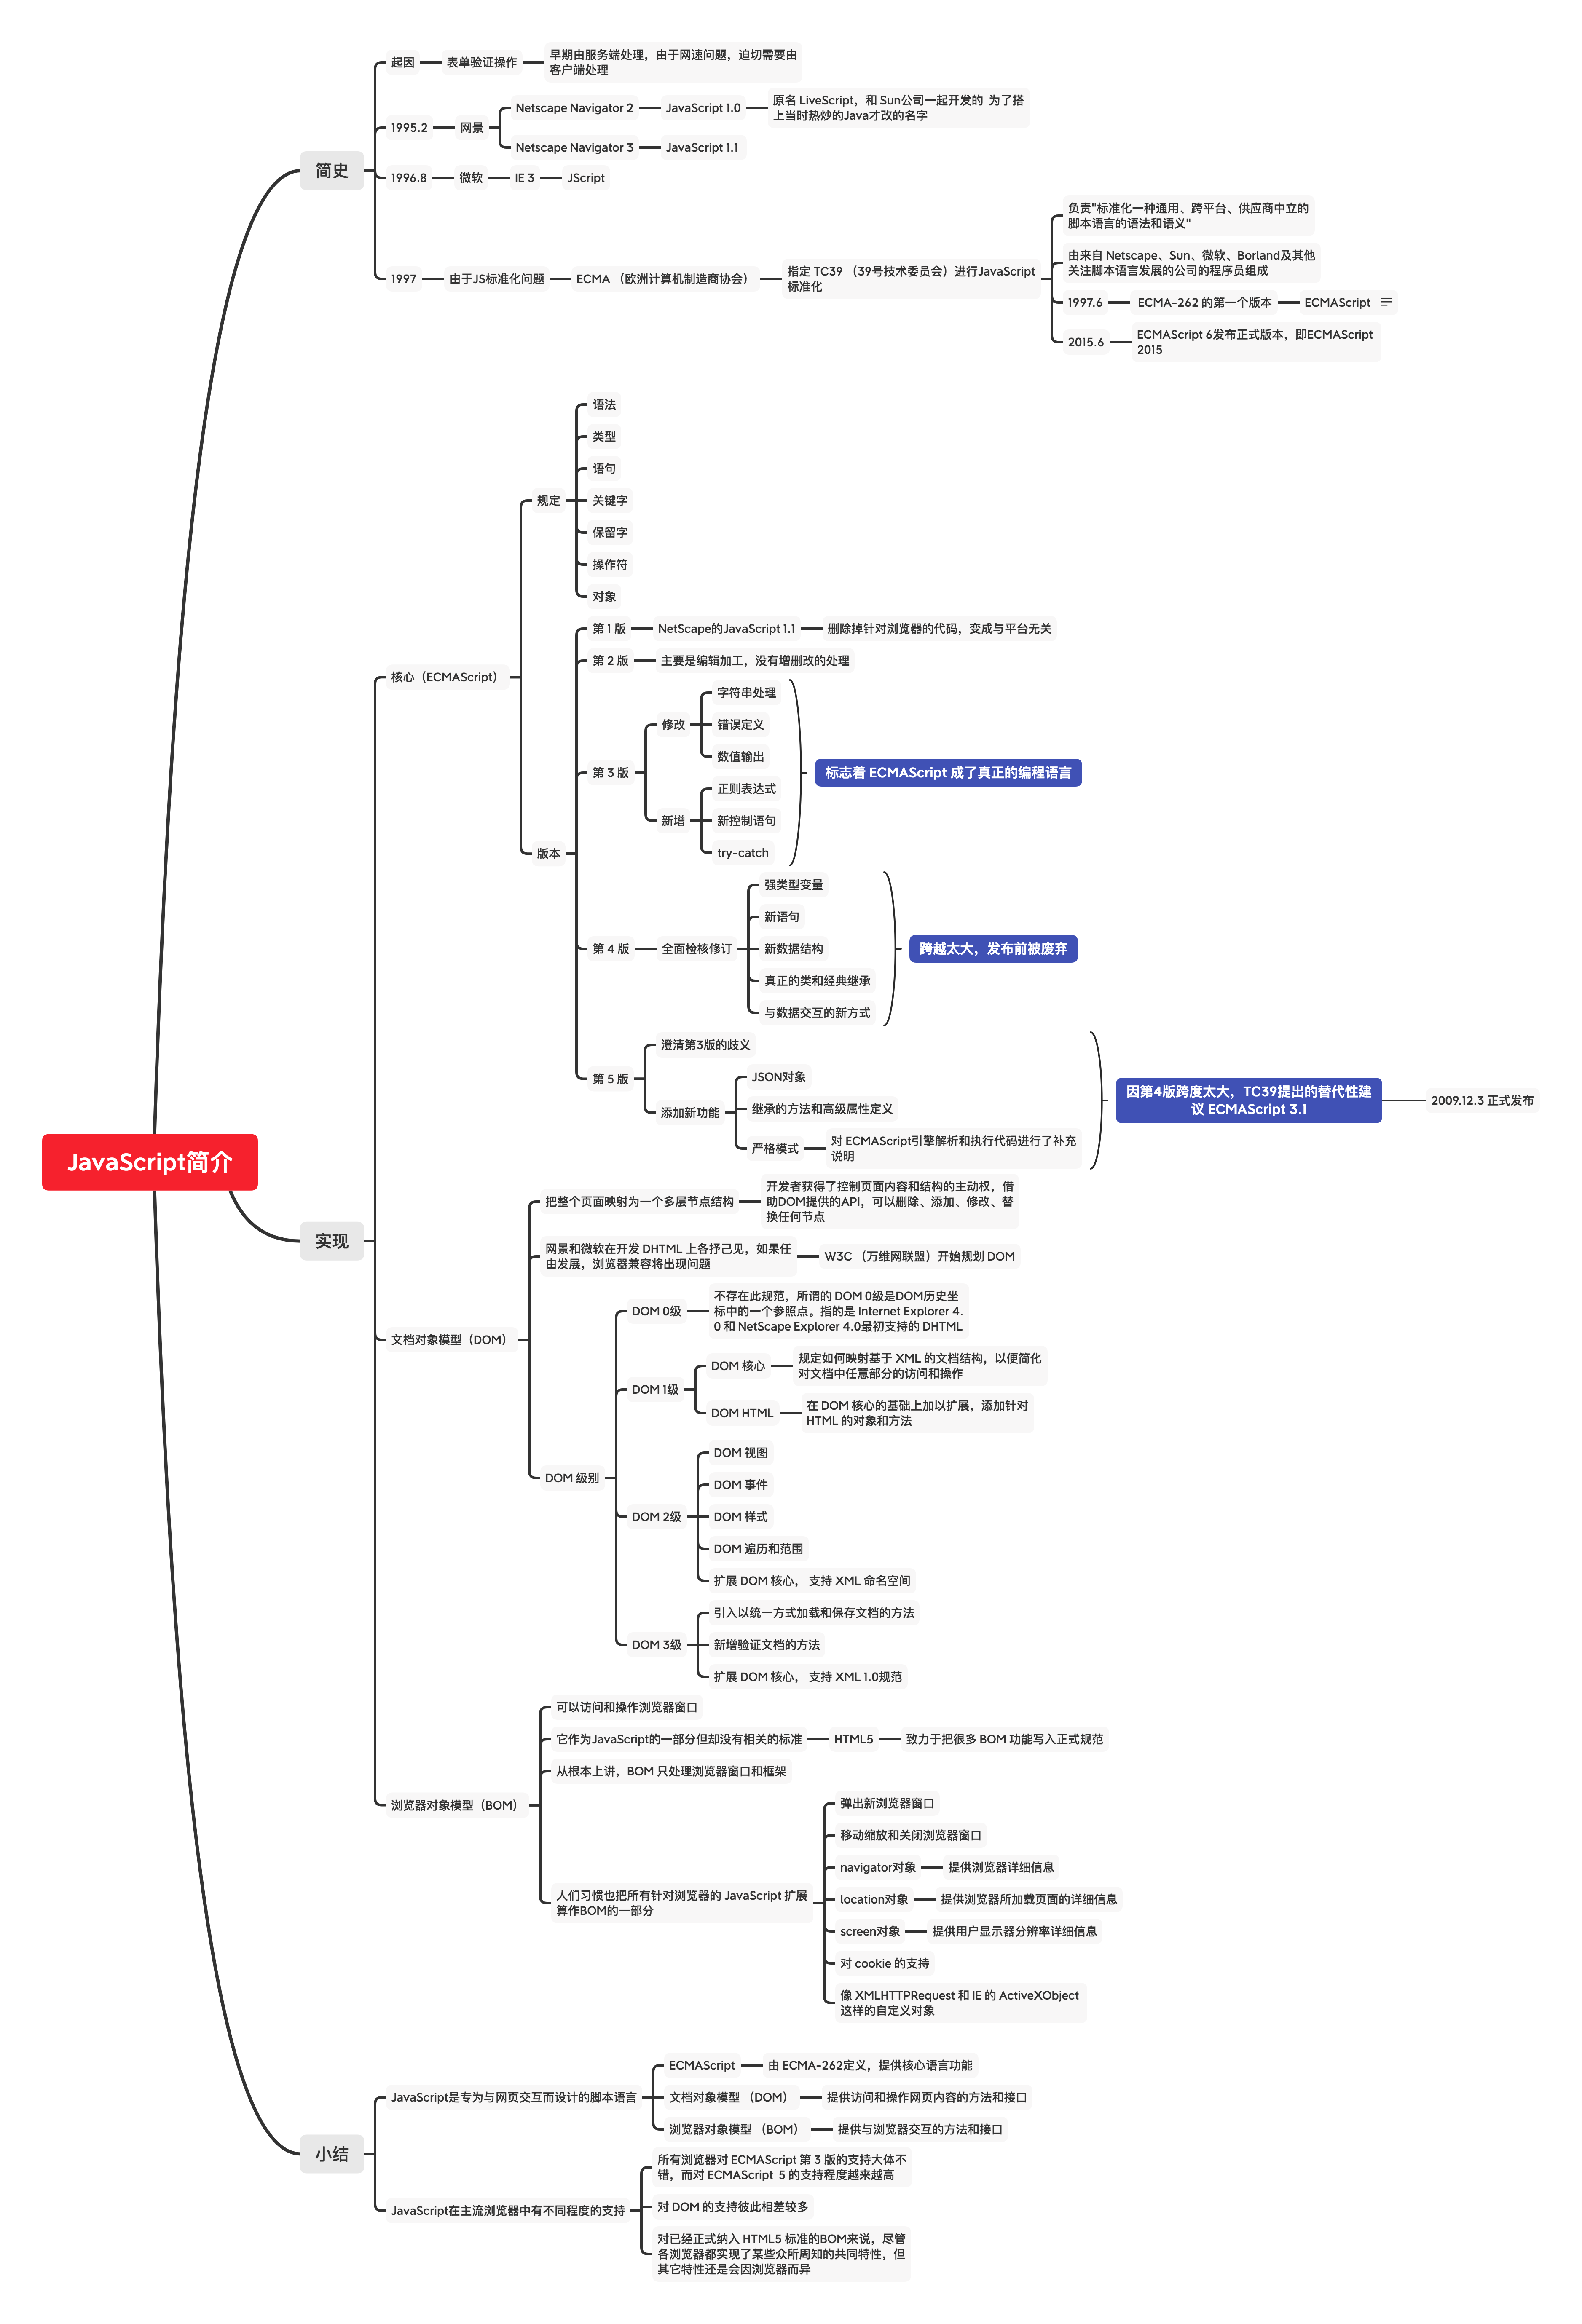 JavaScript简介
简史
起因
表单验证操作
早期由服务端处理，由于网速问题，迫切需要由
客户端处理
1995.2
网景
Netscape Navigator 2
JavaScript 1.0
原名 LiveScript，和 Sun公司一起开发的 为了搭
上当时热炒的Java才改的名字
Netscape Navigator 3
JavaScript 1.1
1996.8
微软
IE 3
JScript
1997
由于JS标准化问题
ECMA （欧洲计算机制造商协会）
指定 TC39 （39号技术委员会）进行JavaScript
标准化
负责"标准化一种通用、跨平台、供应商中立的
脚本语言的语法和语义"
由来自 Netscape、Sun、微软、Borland及其他
关注脚本语言发展的公司的程序员组成
1997.6
ECMA-262 的第一个版本
ECMAScript
2015.6
ECMAScript 6发布正式版本，即ECMAScript
2015
实现
核心（ECMAScript）
规定
语法
类型
语句
关键字
保留字
操作符
对象
版本
第 1 版
NetScape的JavaScript 1.1
删除掉针对浏览器的代码，变成与平台无关
第 2 版
主要是编辑加工，没有增删改的处理
第 3 版
修改
字符串处理
错误定义
数值输出
新增
正则表达式
新控制语句
try-catch
标志着 ECMAScript 成了真正的编程语言
第 4 版
全面检核修订
强类型变量
新语句
新数据结构
真正的类和经典继承
与数据交互的新方式
跨越太大，发布前被废弃
第 5 版
澄清第3版的歧义
添加新功能
JSON对象
继承的方法和高级属性定义
严格模式
对 ECMAScript引擎解析和执行代码进行了补充
说明
因第4版跨度太大，TC39提出的替代性建
议 ECMAScript 3.1
2009.12.3 正式发布
文档对象模型（DOM）
把整个页面映射为一个多层节点结构
开发者获得了控制页面内容和结构的主动权，借
助DOM提供的API，可以删除、添加、修改、替
换任何节点
网景和微软在开发 DHTML 上各抒己见，如果任
由发展，浏览器兼容将出现问题
W3C （万维网联盟）开始规划 DOM
DOM 级别
DOM 0级
不存在此规范，所谓的 DOM 0级是DOM历史坐
标中的一个参照点。指的是 Internet Explorer 4.
0 和 NetScape Explorer 4.0最初支持的 DHTML
DOM 1级
DOM 核心
规定如何映射基于 XML 的文档结构，以便简化
对文档中任意部分的访问和操作
DOM HTML
在 DOM 核心的基础上加以扩展，添加针对
HTML 的对象和方法
DOM 2级
DOM 视图
DOM 事件
DOM 样式
DOM 遍历和范围
扩展 DOM 核心， 支持 XML 命名空间
DOM 3级
引入以统一方式加载和保存文档的方法
新增验证文档的方法
扩展 DOM 核心， 支持 XML 1.0规范
浏览器对象模型（BOM）
可以访问和操作浏览器窗口
它作为JavaScript的一部分但却没有相关的标准
HTML5
致力于把很多 BOM 功能写入正式规范
从根本上讲，BOM 只处理浏览器窗口和框架
人们习惯也把所有针对浏览器的 JavaScript 扩展
算作BOM的一部分
弹出新浏览器窗口
移动缩放和关闭浏览器窗口
navigator对象
提供浏览器详细信息
location对象
提供浏览器所加载页面的详细信息
screen对象
提供用户显示器分辨率详细信息
对 cookie 的支持
像 XMLHTTPRequest 和 IE 的 ActiveXObject
这样的自定义对象
小结
JavaScript是专为与网页交互而设计的脚本语言
ECMAScript
由 ECMA-262定义，提供核心语言功能
文档对象模型 （DOM）
提供访问和操作网页内容的方法和接口
浏览器对象模型 （BOM）
提供与浏览器交互的方法和接口
JavaScript在主流浏览器中有不同程度的支持
所有浏览器对 ECMAScript 第 3 版的支持大体不
错，而对 ECMAScript 5 的支持程度越来越高
对 DOM 的支持彼此相差较多
对已经正式纳入 HTML5 标准的BOM来说，尽管
各浏览器都实现了某些众所周知的共同特性，但
其它特性还是会因浏览器而异